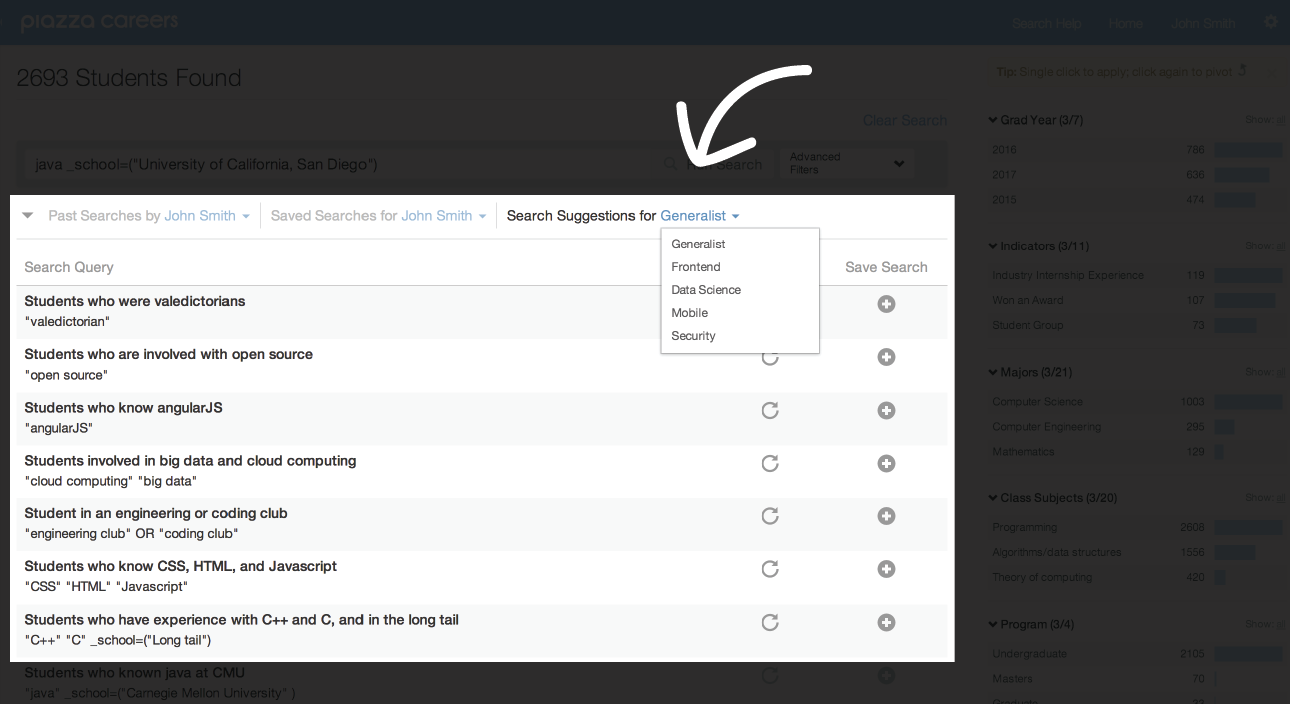 piazza careers
Search Help Home John Smith
2693 Students Found
Tip: Single click to apply; click again to pivot
Clear Search
java _school=("University of California, San Diego")
Run Search
Advanced
Filters
Past Searches by John Smith
Saved Searches for John Smith
Search Suggestions for Generalist
Generalist
Frontend
Data Science
Mobile
Security
Search Query
Save Search
Students who were valedictorians
"valedictorian"
Students who are involved with open source
"open source"
Students who know angularJS
"angularJS"
Students involved in big data and cloud computing
"cloud computing" "big data"
Student in an engineering or coding club
"engineering club" OR "coding club"
Students who know CSS, HTML, and Javascript
"CSS" "HTML" "Javascript"
Students who have experience with C++ and C, and in the long tail
"C++" "C" _school=("Long tail")
Students who known java at CMU
"java" _school=("Carnegie Mellon University" )
Grad Year (3/7) Show:
2016 786
2017 636
2015 474
Indicators (3/11) Show:
Industry Internship Experience 119
Won an Award 107
Student Group 73
Majors (3/21) Show:
Computer Science 1003
Computer Engineering 295
Mathematics 129
Class Subjects (3/20) Show:
Programming 2608
Algorithms/data structures 1556
Theory of computing 420
Program (3/4) Show:
Undergraduate 2105
Masters 70
Graduate